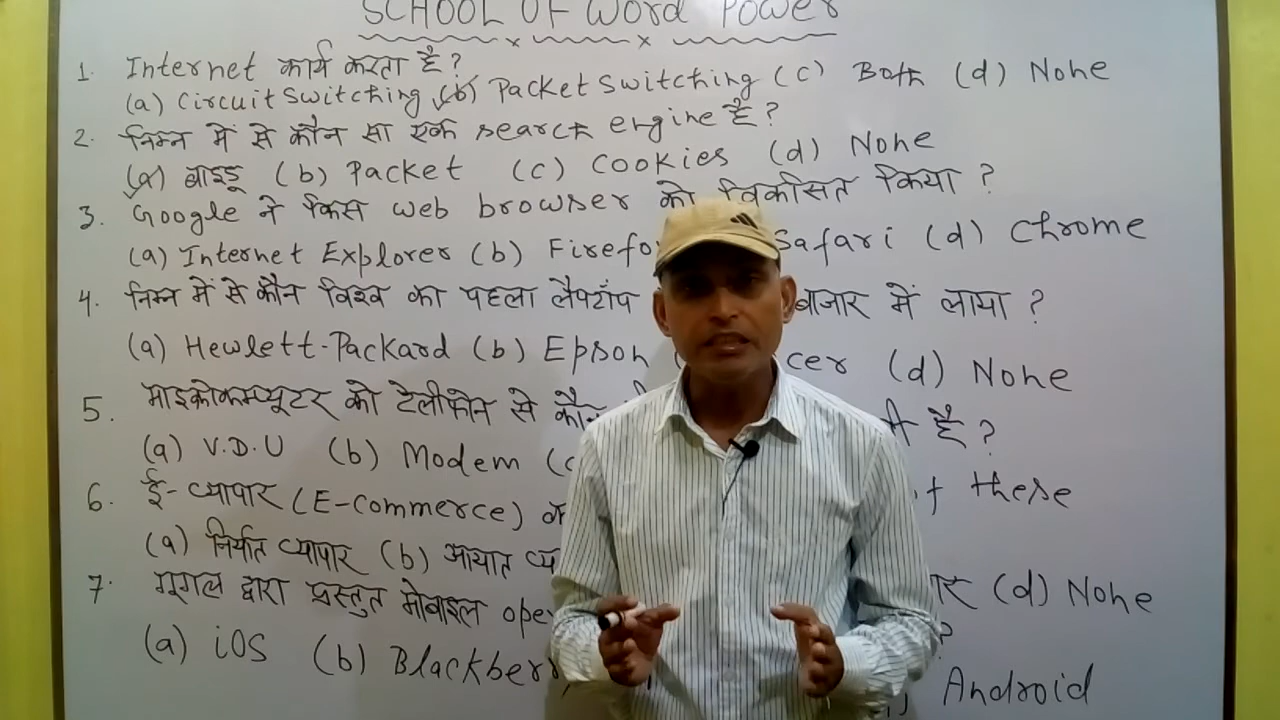 SCHOOL OF WORD POWER
1. Internet कार्य करता है?
(a) Circuit Switching (b) Packet Switching (c) Both (d) None
2. निम्न में से कौन सा एक search engine है?
(a) बाइडू (b) Packet (c) Cookies (d) None
3. Google ने किस web browser को विकसित किया ?
(a) Internet Explorer (b) Firefo Safari (d) Chrome
4. निम्न में से कौन विश्व का पहला लैपटॉप बाजार में लाया ?
(a) Hewlett-Packard (b) Epson cer (d) None
5. माइक्रोकम्प्यूटर को टेलीफोन से कौन है?
(a) V.D.U (b) Modem (c these
6. ई-व्यापार (E-commerce)
(a) निर्यात व्यापार (b) आयात व्या (d) None
7. गूगल द्वारा प्रस्तुत मोबाइल ope ?
(a) iOS (b) Blackberr Android